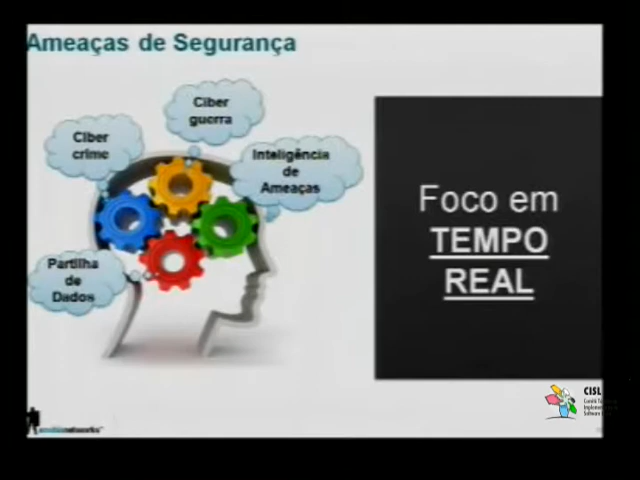 Ameaças de Segurança
Ciber
guerra
Ciber
crime
Inteligência
de
Ameaças
Partilha
de
Dados
Foco em
TEMPO
REAL
CISL